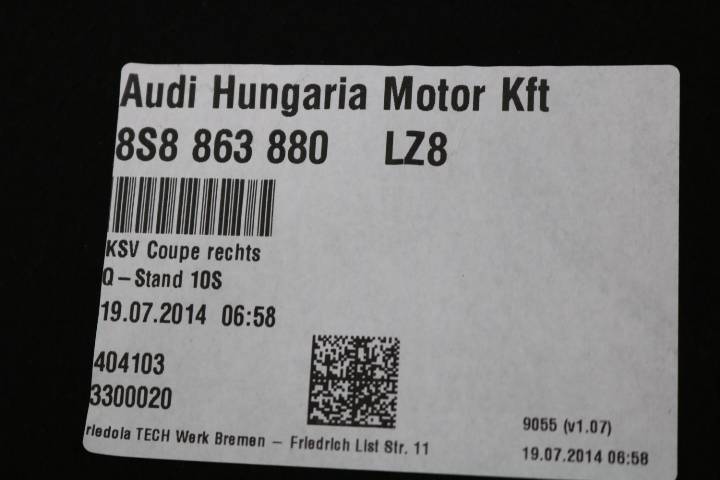 Audi Hungaria Motor Kft
8S8 863 880 LZ8
KSV Coupe rechts
Q-Stand 10S
19.07.2014 06:58
404103
3300020
riedola TECH Werk Bremen - Friedrich List Str. 11
9055 (v1.07)
19.07.2014 06:58